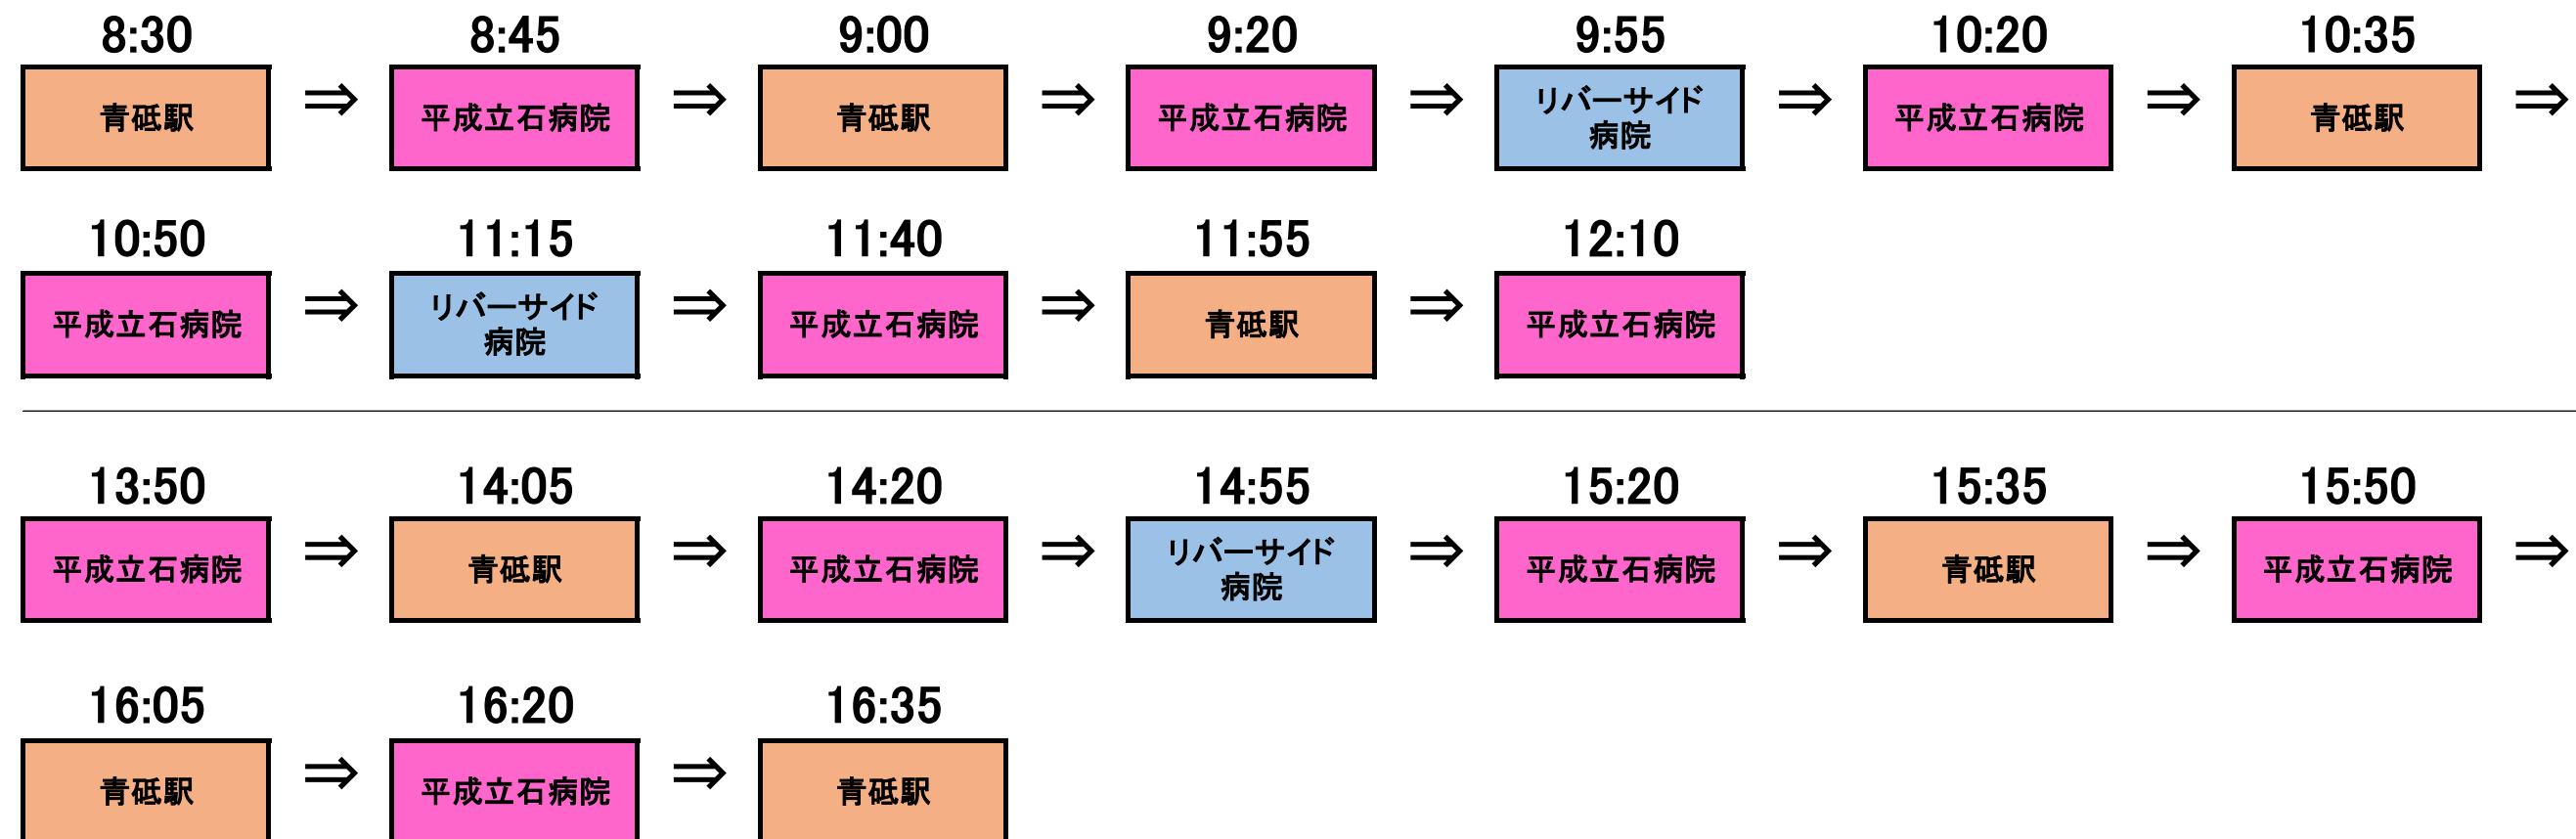 8:30 8:45 9:00 9:20 9:55 10:20 10:35
青砥駅 ⇒ 平成立石病院 ⇒ 青砥駅 ⇒ 平成立石病院 ⇒ リバーサイド病院 ⇒ 平成立石病院 ⇒ 青砥駅 ⇒
10:50 11:15 11:40 11:55 12:10
平成立石病院 ⇒ リバーサイド病院 ⇒ 平成立石病院 ⇒ 青砥駅 ⇒ 平成立石病院
13:50 14:05 14:20 14:55 15:20 15:35 15:50
平成立石病院 ⇒ 青砥駅 ⇒ 平成立石病院 ⇒ リバーサイド病院 ⇒ 平成立石病院 ⇒ 青砥駅 ⇒ 平成立石病院 ⇒
16:05 16:20 16:35
青砥駅 ⇒ 平成立石病院 ⇒ 青砥駅